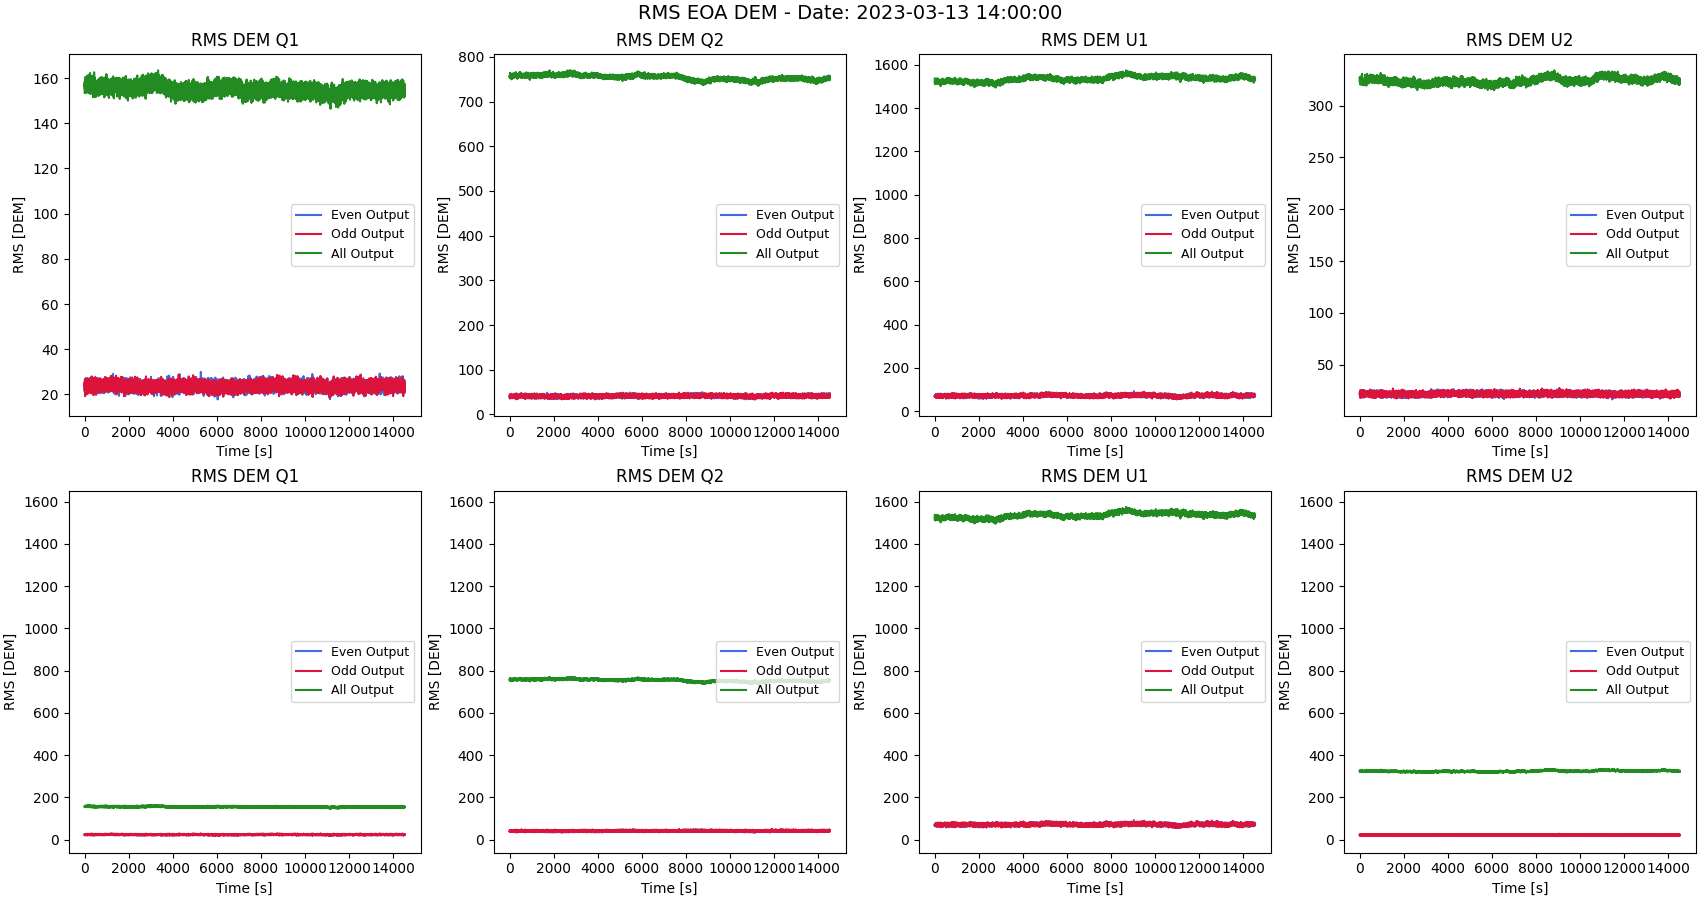 RMS EOA DEM - Date: 2023-03-13 14:00:00
RMS DEM Q1
RMS [DEM]
160
140
120
100
80
60
40
20
Even Output
Odd Output
All Output
0 2000 4000 6000 8000 10000 12000 14000
Time [s]
RMS DEM Q2
RMS [DEM]
800
700
600
500
400
300
200
100
0
Even Output
Odd Output
All Output
0 2000 4000 6000 8000 10000 12000 14000
Time [s]
RMS DEM U1
RMS [DEM]
1600
1400
1200
1000
800
600
400
200
0
Even Output
Odd Output
All Output
0 2000 4000 6000 8000 10000 12000 14000
Time [s]
RMS DEM U2
RMS [DEM]
300
250
200
150
100
50
Even Output
Odd Output
All Output
0 2000 4000 6000 8000 10000 12000 14000
Time [s]
RMS DEM Q1
RMS [DEM]
1600
1400
1200
1000
800
600
400
200
0
Even Output
Odd Output
All Output
0 2000 4000 6000 8000 10000 12000 14000
Time [s]
RMS DEM Q2
RMS [DEM]
1600
1400
1200
1000
800
600
400
200
0
Even Output
Odd Output
All Output
0 2000 4000 6000 8000 10000 12000 14000
Time [s]
RMS DEM U1
RMS [DEM]
1600
1400
1200
1000
800
600
400
200
0
Even Output
Odd Output
All Output
0 2000 4000 6000 8000 10000 12000 14000
Time [s]
RMS DEM U2
RMS [DEM]
1600
1400
1200
1000
800
600
400
200
0
Even Output
Odd Output
All Output
0 2000 4000 6000 8000 10000 12000 14000
Time [s]